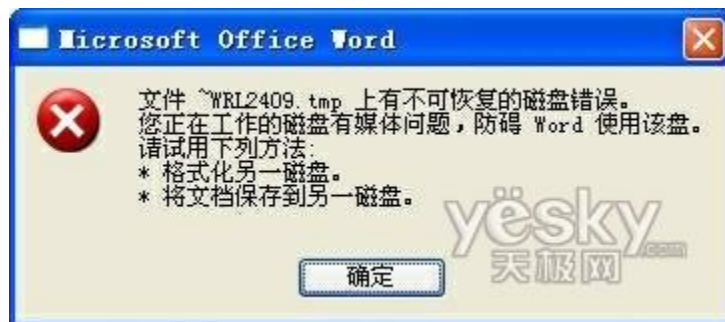 Microsoft Office Word
文件 ~WRL2409.tmp 上有不可恢复的磁盘错误。
您正在工作的磁盘有媒体问题，防碍 Word 使用该盘。
请试用下列方法:
* 格式化另一磁盘。
* 将文档保存到另一磁盘。
yësky.com
天极网
确定